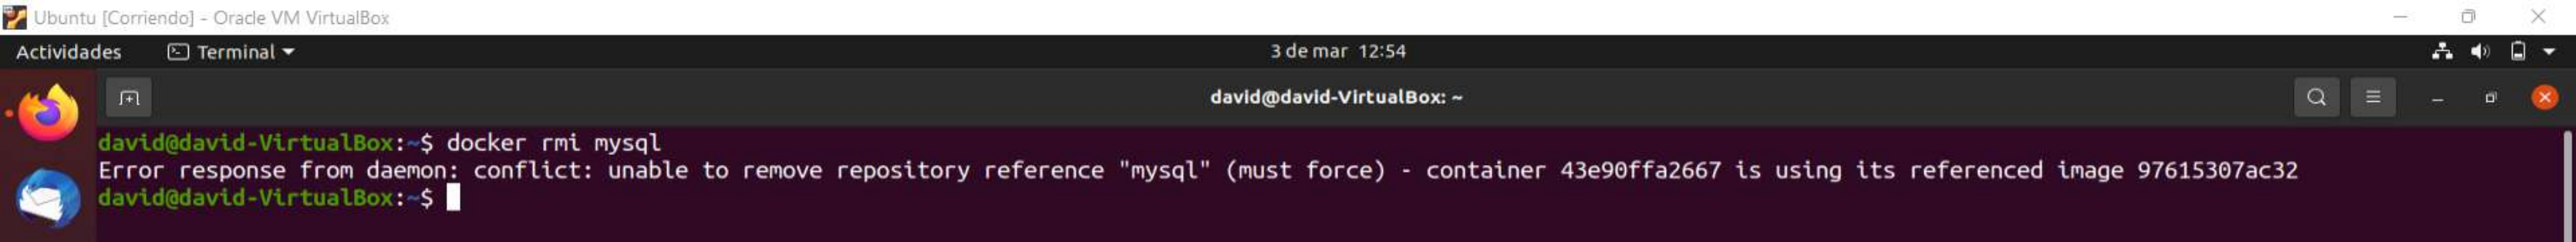 Ubuntu [Corriendo] - Oracle VM VirtualBox
Actividades Terminal 3 de mar 12:54
david@david-VirtualBox: ~
david@david-VirtualBox:~$ docker rmi mysql
Error response from daemon: conflict: unable to remove repository reference "mysql" (must force) - container 43e90ffa2667 is using its referenced image 97615307ac32
david@david-VirtualBox:~$